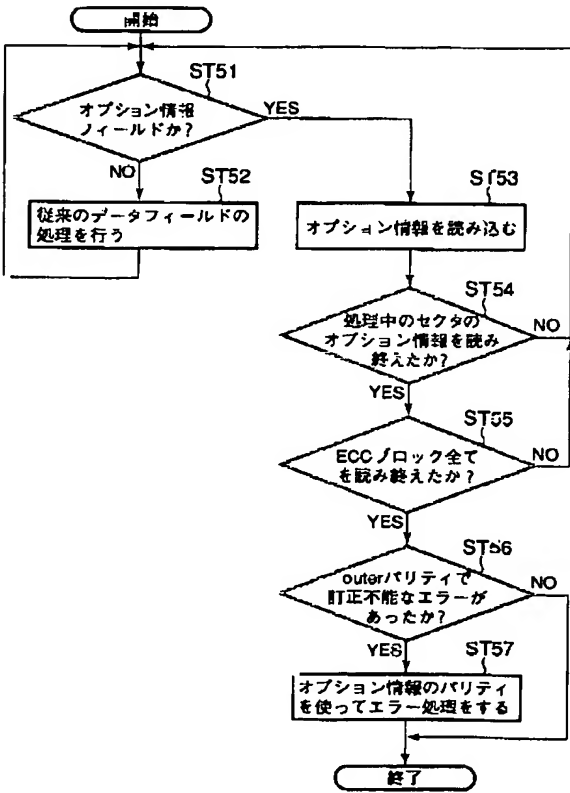 開始
ST51
オプション情報
フィールドか?
YES
NO
ST52
従来のデータフィールドの
処理を行う
ST53
オプション情報を読み込む
ST54
処理中のセクタの
オプション情報を読み
終えたか?
NO
YES
ST55
ECCブロック全て
を読み終えたか?
NO
YES
ST56
outerパリティで
訂正不能なエラーが
あったか?
NO
YES
ST57
オプション情報のパリティ
を使ってエラー処理をする
終了